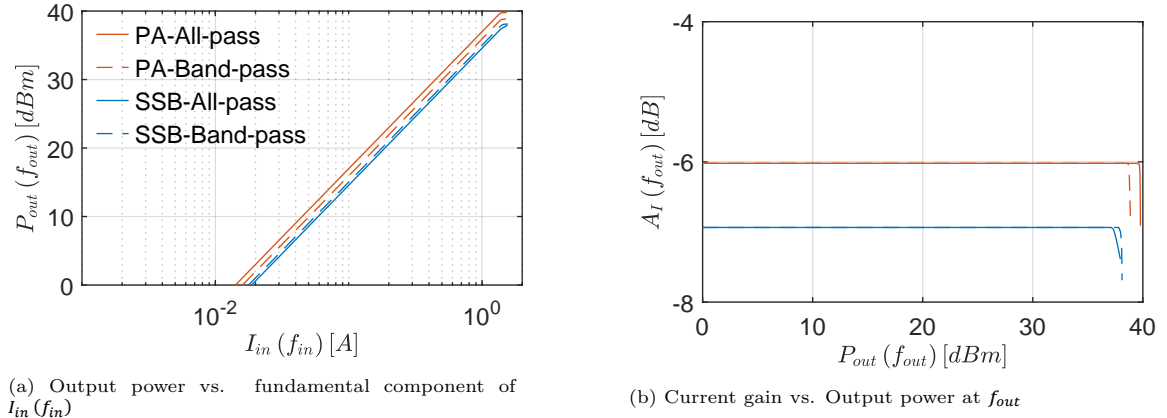 40
30
20
10
0
P_out (f_out) [dBm]
PA-All-pass
PA-Band-pass
SSB-All-pass
SSB-Band-pass
10^-2
10^0
I_in (f_in) [A]
(a) Output power vs. fundamental component of
I_in (f_in)
-4
-6
-8
A_I (f_out) [dB]
0 10 20 30 40
P_out (f_out) [dBm]
(b) Current gain vs. Output power at f_out